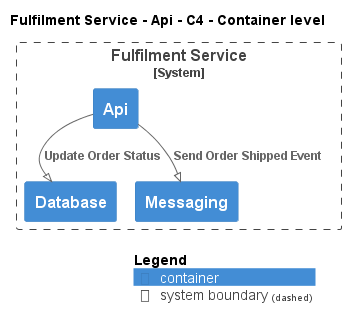 Fulfilment Service - Api - C4 - Container level
Fulfilment Service
[System]
Api
Update Order Status
Send Order Shipped Event
Database
Messaging
Legend
container
system boundary (dashed)